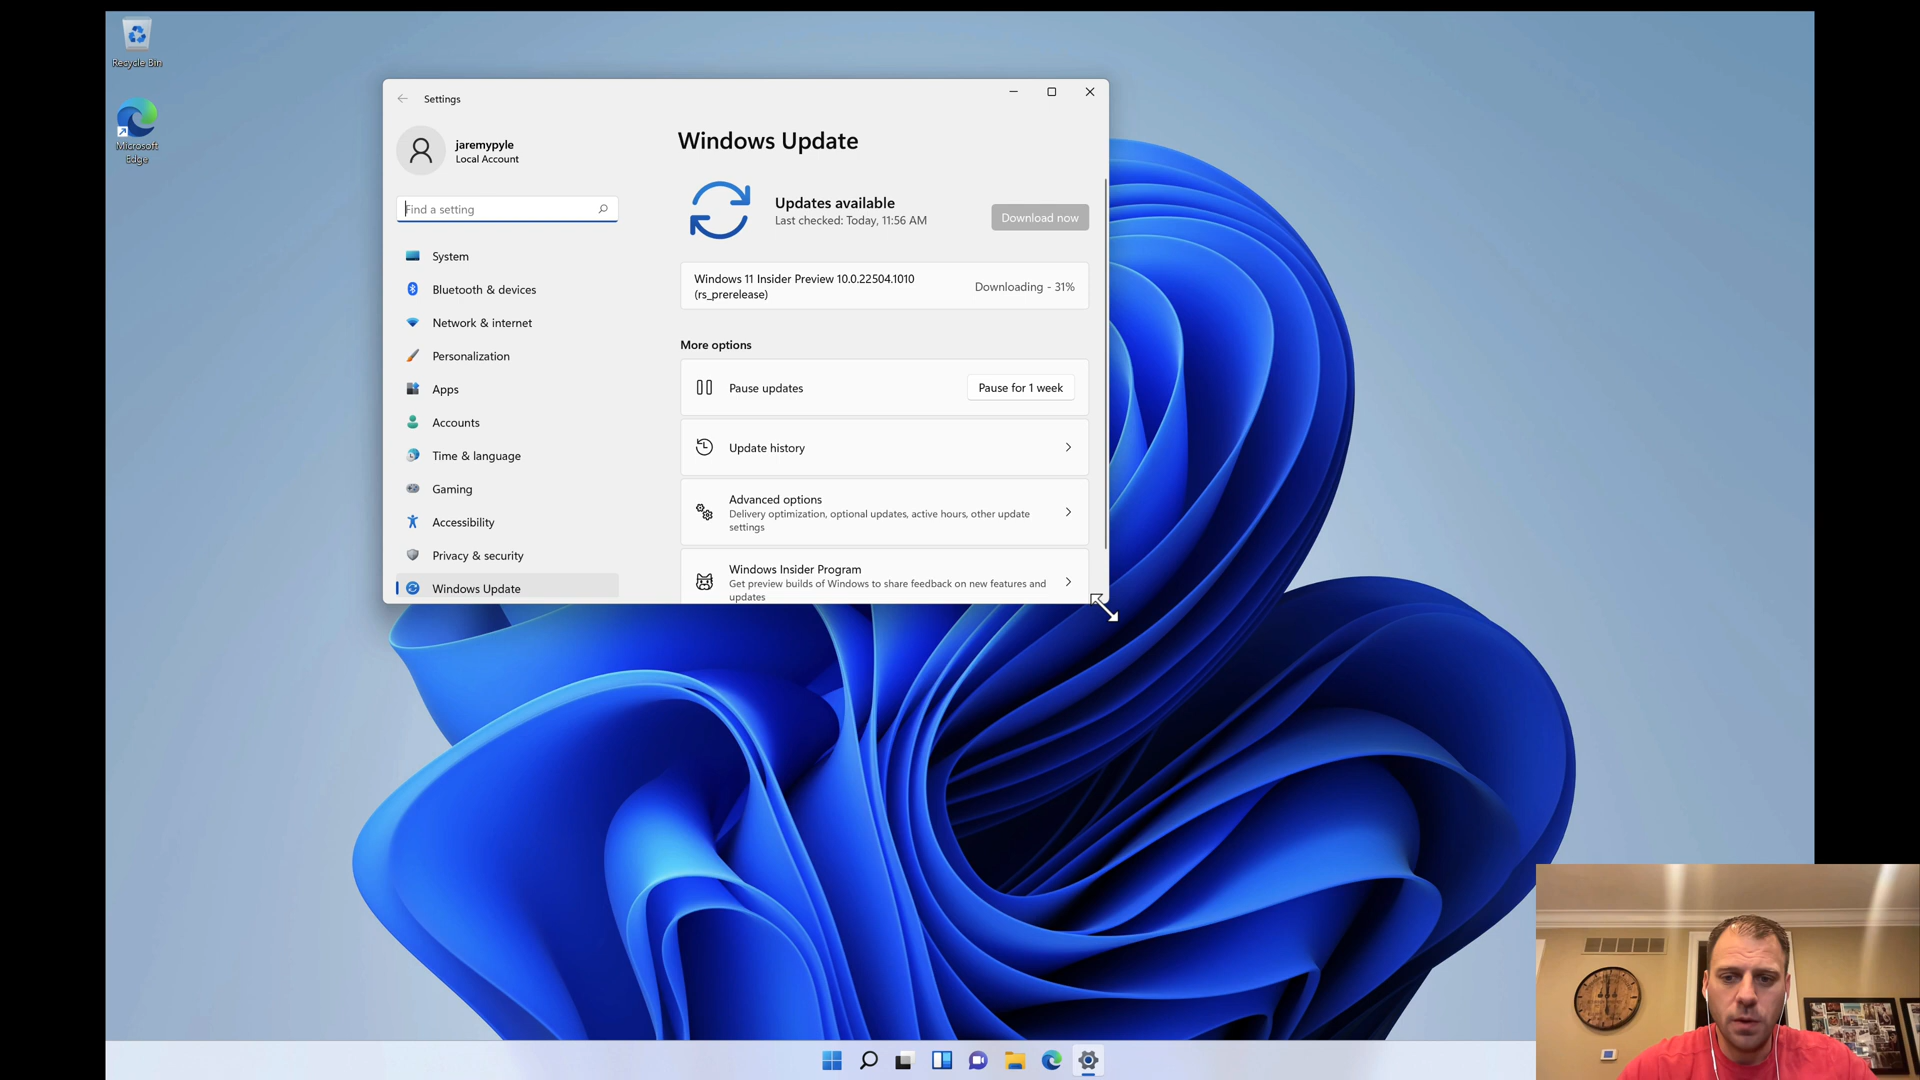 Recycle Bin
Microsoft
Edge
Settings
jaremypyle
Local Account
Find a setting
System
Bluetooth & devices
Network & internet
Personalization
Apps
Accounts
Time & language
Gaming
Accessibility
Privacy & security
Windows Update
Windows Update
Updates available
Last checked: Today, 11:56 AM
Download now
Windows 11 Insider Preview 10.0.22504.1010
(rs_prerelease)
Downloading - 31%
More options
Pause updates
Pause for 1 week
Update history
Advanced options
Delivery optimization, optional updates, active hours, other update
settings
Windows Insider Program
Get preview builds of Windows to share feedback on new features and
updates